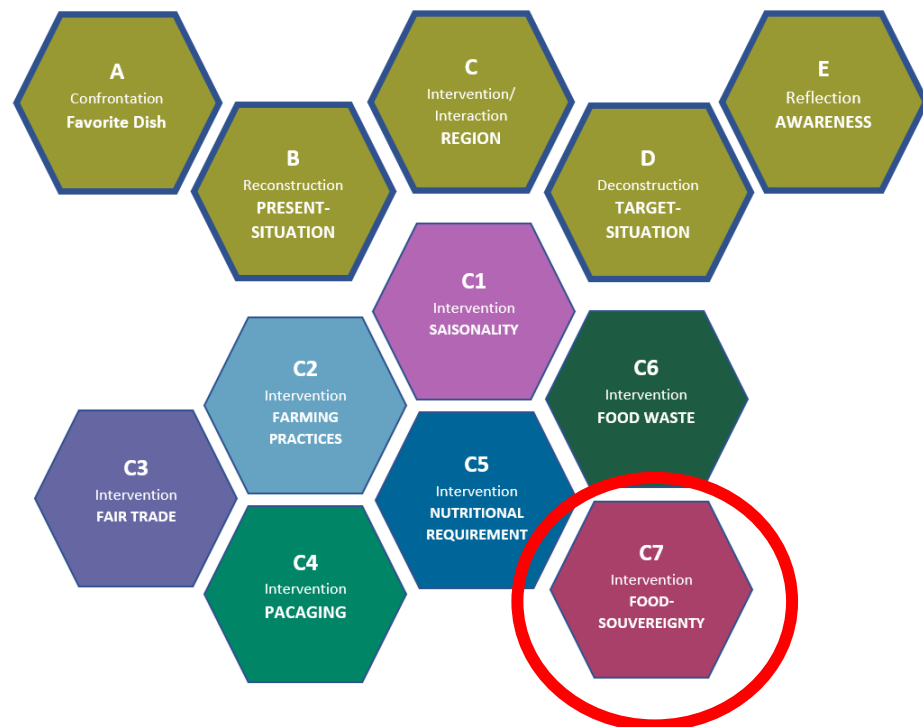 A
Confrontation
Favorite Dish
B
Reconstruction
PRESENT-
SITUATION
C
Intervention/
Interaction
REGION
D
Deconstruction
TARGET-
SITUATION
E
Reflection
AWARENESS
C1
Intervention
SAISONALITY
C2
Intervention
FARMING
PRACTICES
C3
Intervention
FAIR TRADE
C4
Intervention
PACAGING
C5
Intervention
NUTRITIONAL
REQUIREMENT
C6
Intervention
FOOD WASTE
C7
Intervention
FOOD-
SOUVEREIGNTY